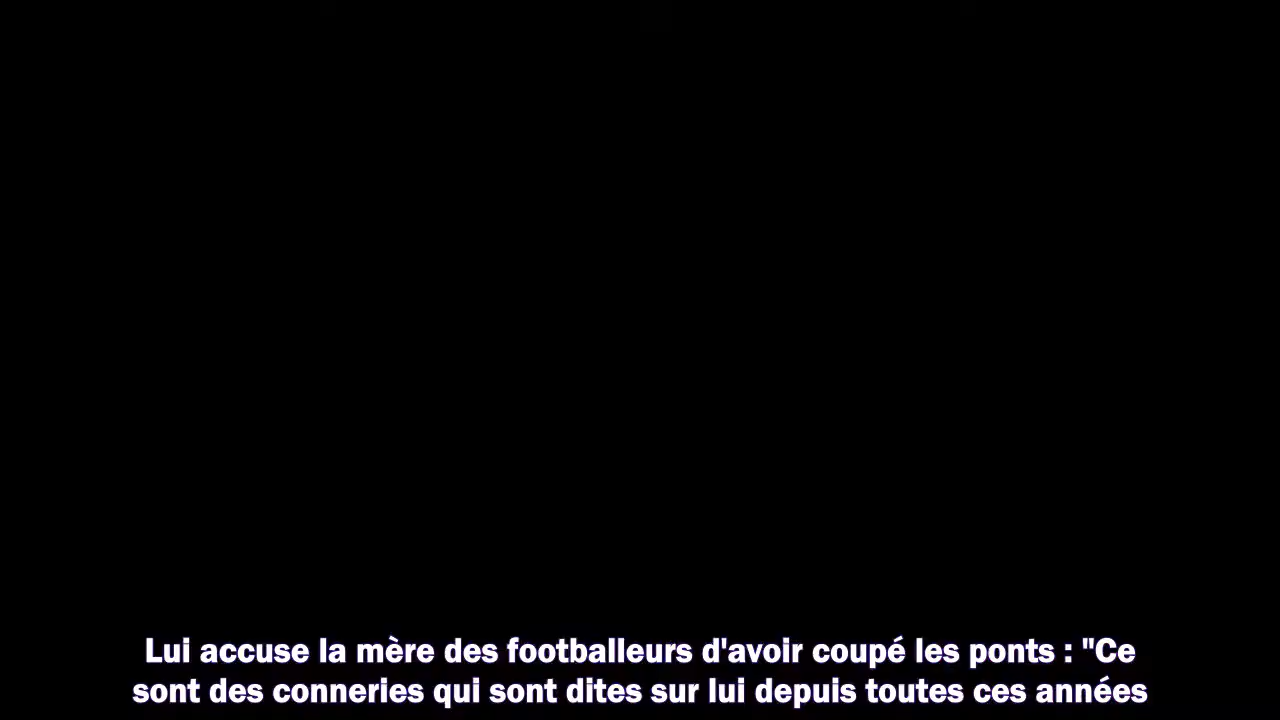 Lui accuse la mère des footballeurs d'avoir coupé les ponts : "Ce
sont des conneries qui sont dites sur lui depuis toutes ces années